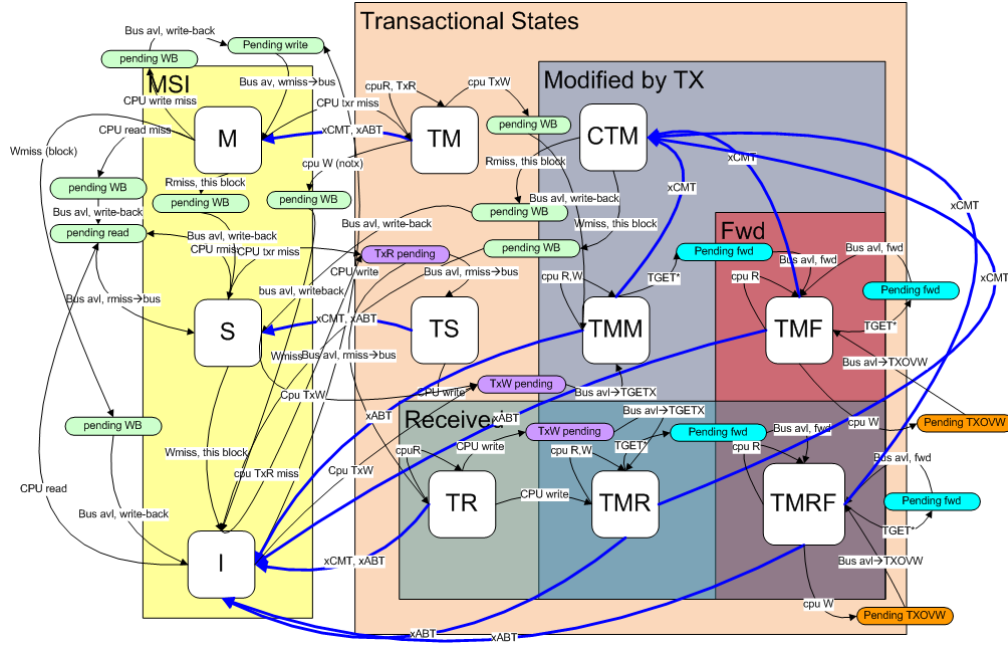 Transactional States
Bus avl, write-back
Pending write
pending WB
MSI
Bus av, wmiss→bus
cpuR, TxR
cpu TxW
Modified by TX
CPU write miss
CPU txr miss
pending WB
CPU read miss
M
xCMT, xABT
TM
CTM
Wmiss (block)
Rmiss, this block
cpu W (notx)
Rmiss, this block
xCMT
pending WB
pending WB
pending WB
Bus avl, write-back
xCMT
xCMT
Bus avl, write-back
pending WB
Wmiss, this block
pending read
Bus avl, write-back
Fwd
CPU txr miss
TxR pending
pending WB
Pending fwd
Bus avl, fwd
CPU write
Bus avl, rmiss→bus
cpu R,W
TGET*
Bus avl, fwd
cpu R
xCMT
bus avl, writeback
Pending fwd
Bus avl, rmiss→bus
S
xCMT, xABT
TS
TMM
TMF
TGET*
Bus avl, rmiss→bus
Bus avl→TXOVW
Cpu TxW
CPU write
TxW pending
Bus avl→TGETX
Received
xABT
Bus avl→TGETX
pending WB
TxW pending
Pending fwd
Bus avl, fwd
cpu W
Pending TXOVW
Wmiss, this block
cpuR
CPU write
cpu R,W
TGET*
cpu R
Bus avl, fwd
cpu TxR miss
Cpu TxW
CPU read
CPU write
Pending fwd
TR
TMR
TMRF
Bus avl, write-back
TGET*
I
xCMT, xABT
Bus avl→TXOVW
cpu W
Pending TXOVW
xABT
xABT